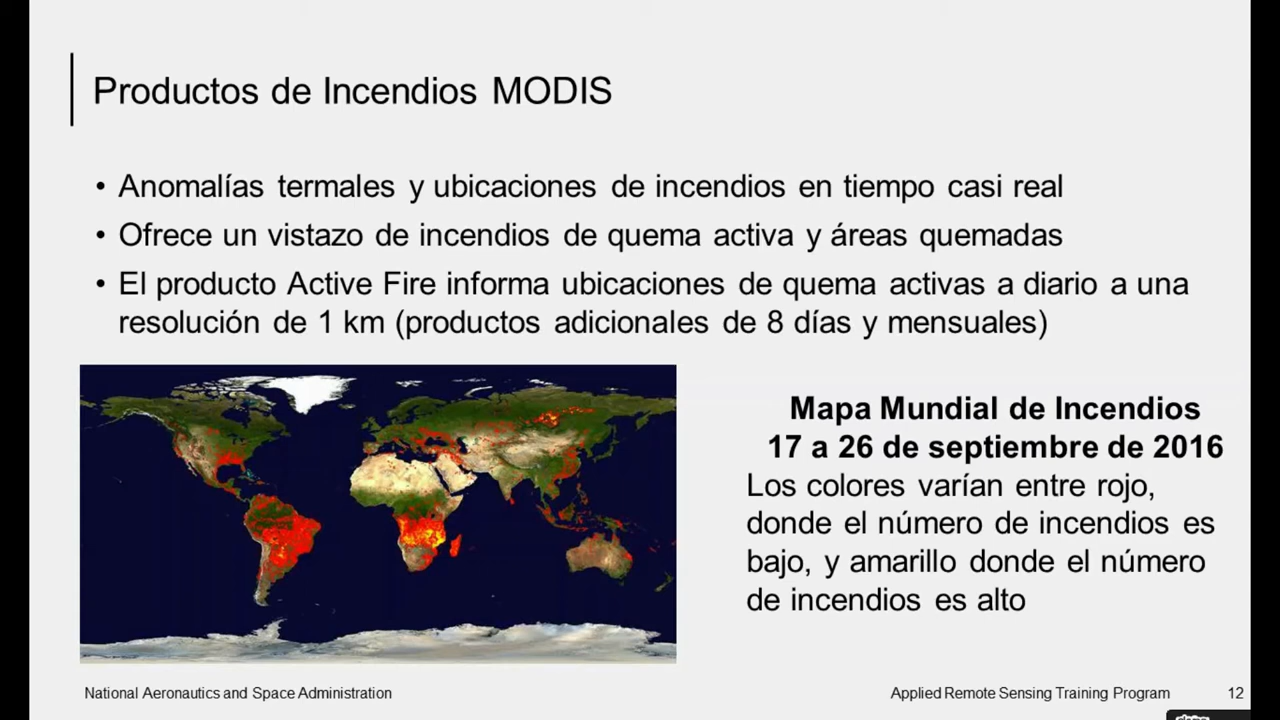 Productos de Incendios MODIS
• Anomalías termales y ubicaciones de incendios en tiempo casi real
• Ofrece un vistazo de incendios de quema activa y áreas quemadas
• El producto Active Fire informa ubicaciones de quema activas a diario a una
resolución de 1 km (productos adicionales de 8 días y mensuales)
Mapa Mundial de Incendios
17 a 26 de septiembre de 2016
Los colores varían entre rojo,
donde el número de incendios es
bajo, y amarillo donde el número
de incendios es alto
National Aeronautics and Space Administration
Applied Remote Sensing Training Program
12